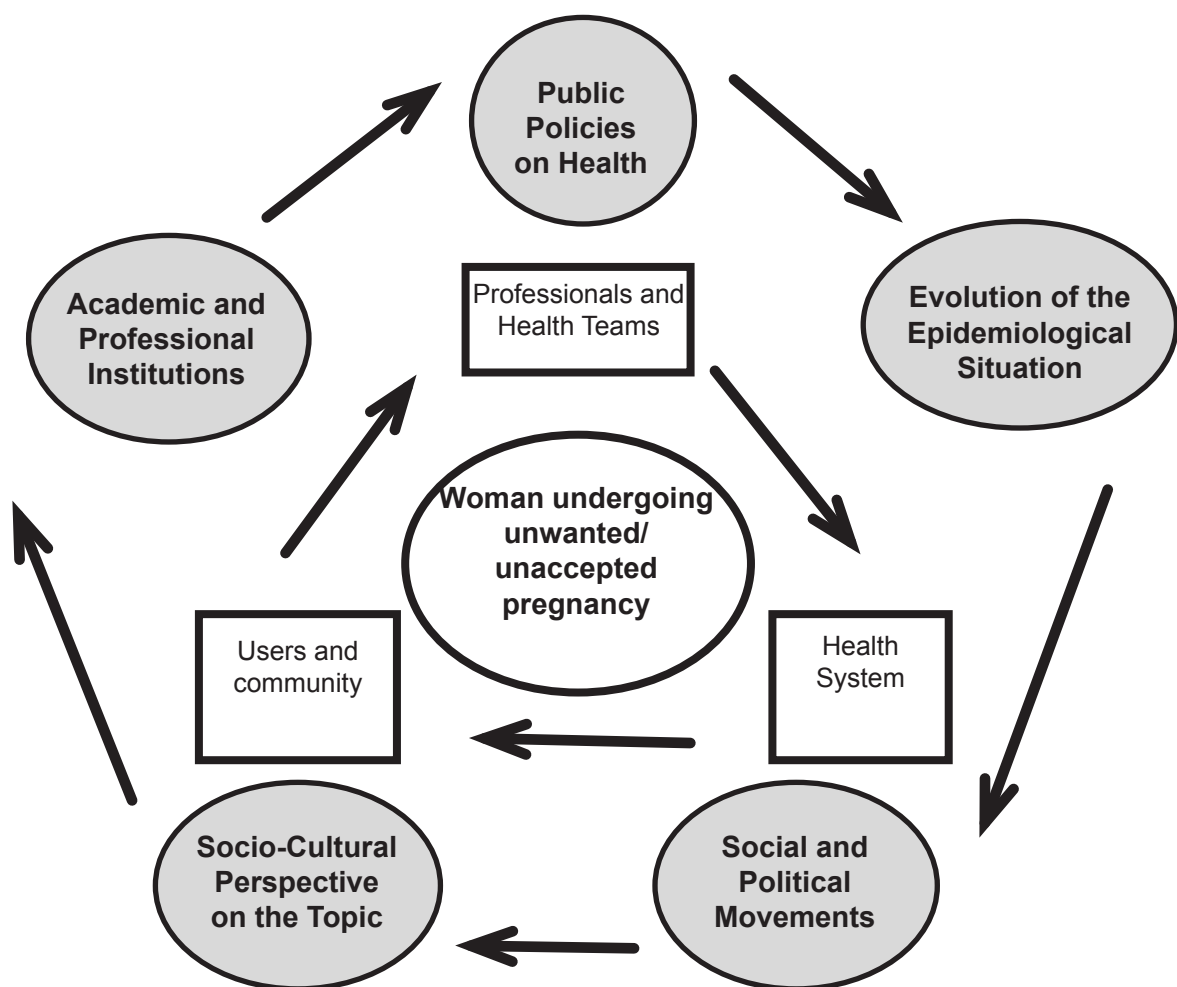 Public
Policies
on Health
Academic and
Professional
Institutions
Professionals and
Health Teams
Evolution of the
Epidemiological
Situation
Woman undergoing
unwanted/
unaccepted
pregnancy
Users and
community
Health
System
Socio-Cultural
Perspective
on the Topic
Social and
Political
Movements